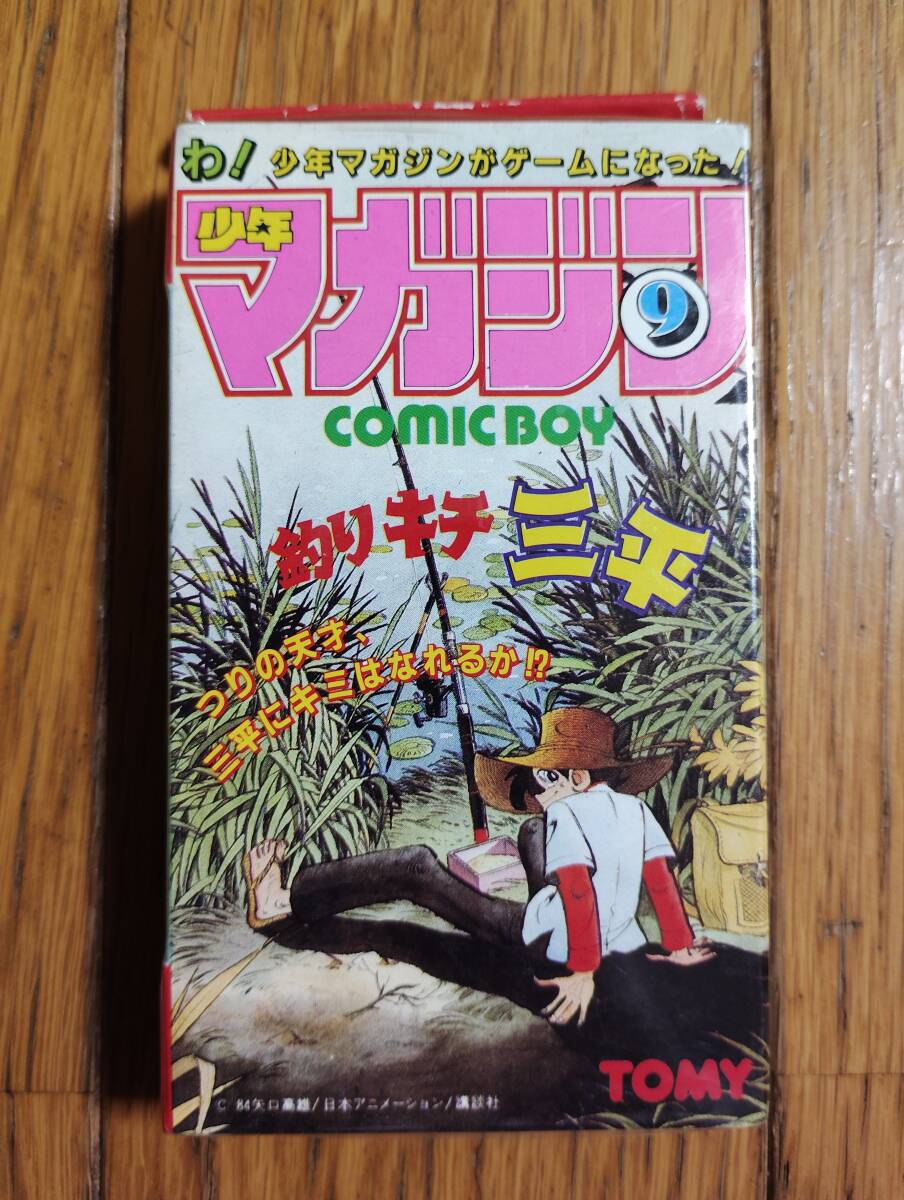 わ! 少年マガジンがゲームになった!
少年
マガジン
9
COMIC BOY
釣りキチ三平
つりの天才、
三平にキミはなれるか!?
TOMY
C 84矢口高雄/日本アニメーション/講談社